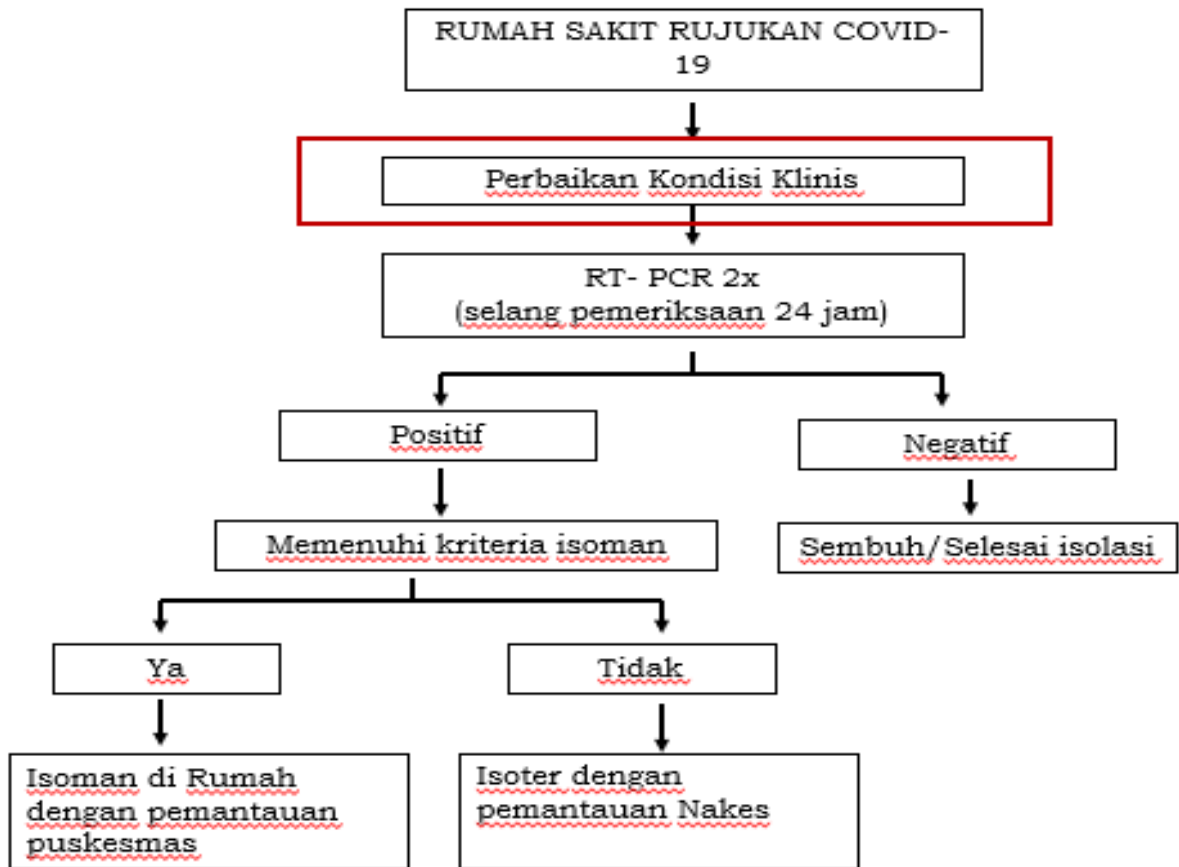 RUMAH SAKIT RUJUKAN COVID-
19
Perbaikan Kondisi Klinis
RT- PCR 2x
(selang pemeriksaan 24 jam)
Positif
Negatif
Memenuhi kriteria isoman
Sembuh/Selesai isolasi
Ya
Tidak
Isoman di Rumah
dengan pemantauan
puskesmas
Isoter dengan
pemantauan Nakes